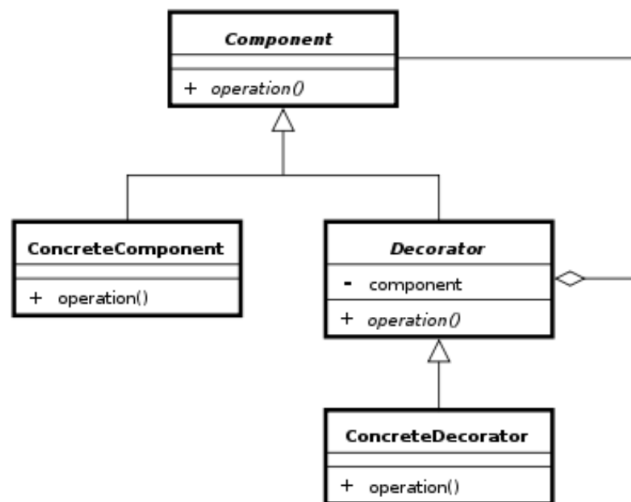 Component
+ operation()
ConcreteComponent
+ operation()
Decorator
- component
+ operation()
ConcreteDecorator
+ operation()